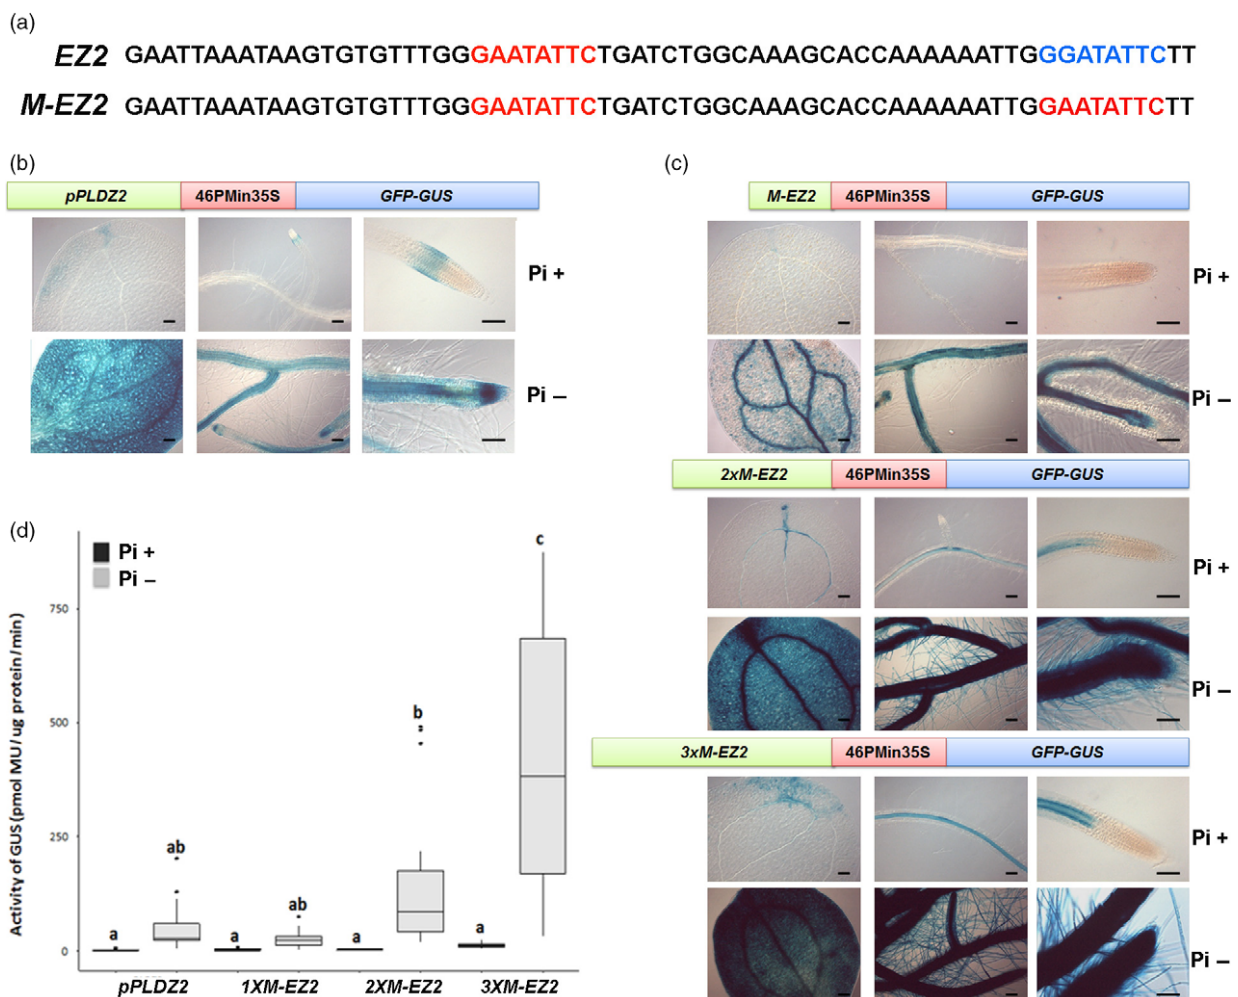 (a)
EZ2 GAATTAAATAAGTGTGTTTGGGAATATTCTGATCTGGCAAAGCACCAAAAAATTGGGATATTCTT
M-EZ2 GAATTAAATAAGTGTGTTTGGGAATATTCTGATCTGGCAAAGCACCAAAAAATTGGAATATTCTT
(b)
pPLDZ2 46PMin35S GFP-GUS
Pi +
Pi −
(c)
M-EZ2 46PMin35S GFP-GUS
Pi +
Pi −
2xM-EZ2 46PMin35S GFP-GUS
Pi +
Pi −
3xM-EZ2 46PMin35S GFP-GUS
Pi +
Pi −
(d)
Pi +
Pi −
Activity of GUS (pmol MU/ ug protein/ min)
750
500
250
0
a ab a ab a b a c
pPLDZ2 1XM-EZ2 2XM-EZ2 3XM-EZ2